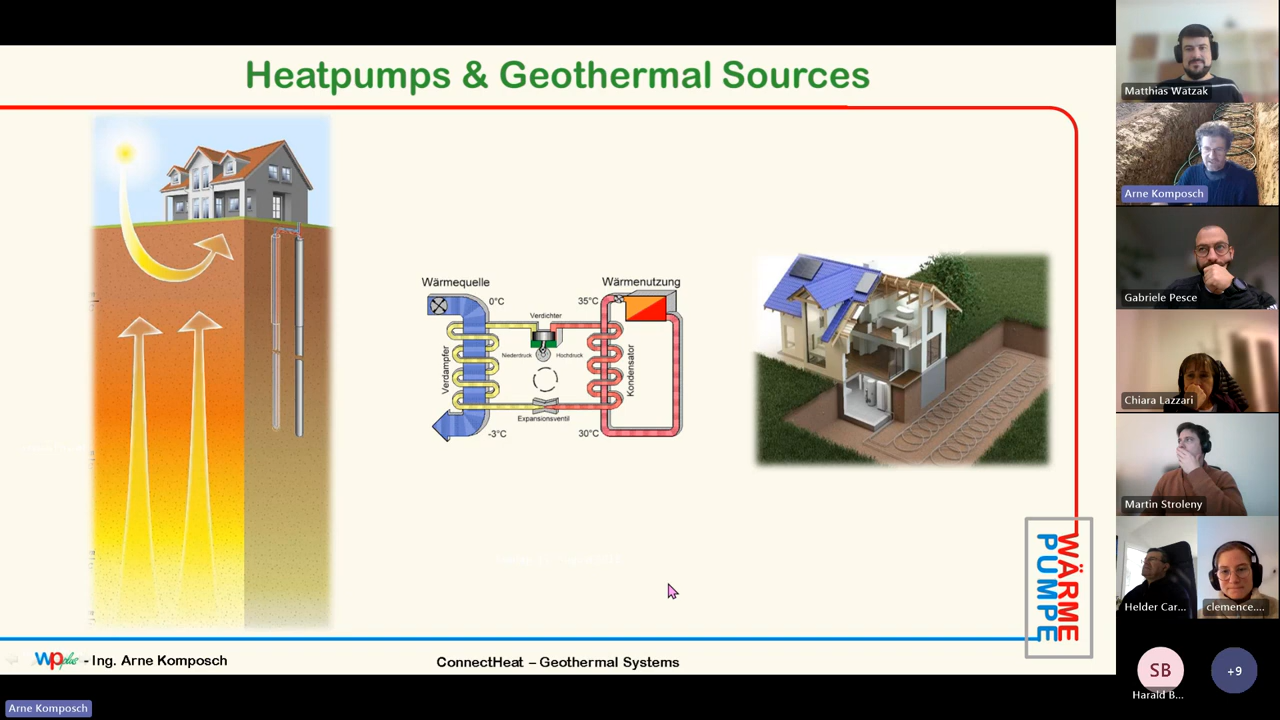 Heatpumps & Geothermal Sources
Wärmequelle
Wärmenutzung
0°C
35°C
Verdichter
Niederdruck
Hochdruck
Verdampfer
Kondensator
Expansionsventil
-3°C
30°C
WÄRME
PUMPE
wp plus - Ing. Arne Komposch
ConnectHeat – Geothermal Systems
Arne Komposch
Matthias Watzak
Arne Komposch
Gabriele Pesce
Chiara Lazzari
Martin Stroleny
Helder Car...
clemence....
SB
Harald B...
+9